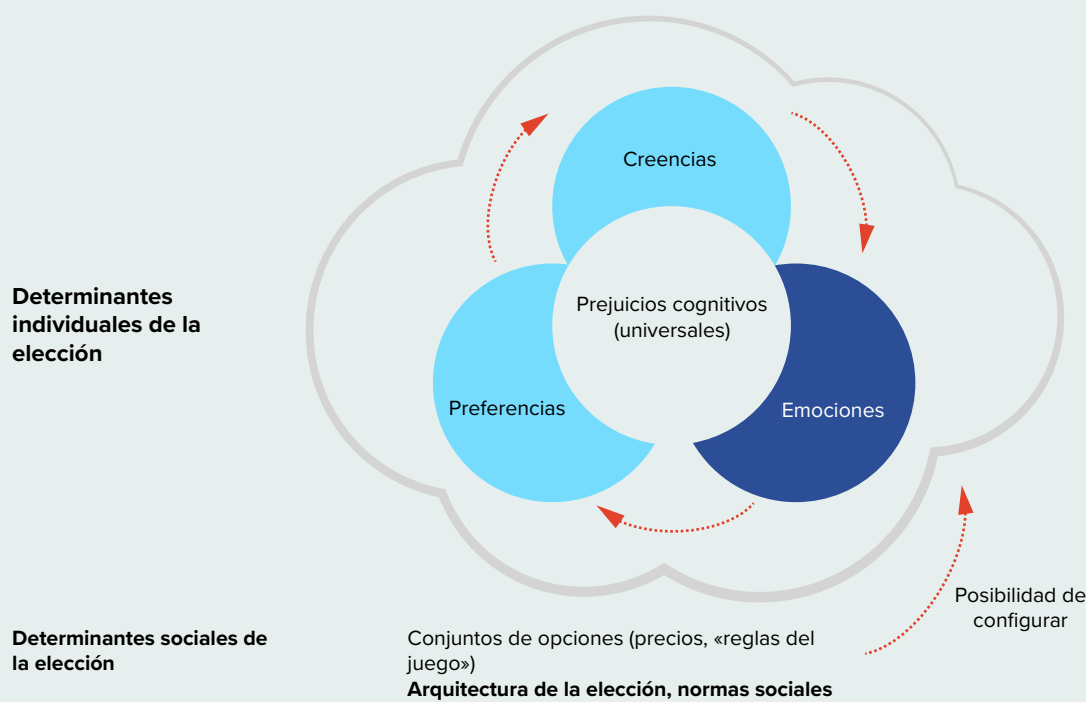 Creencias
Determinantes
individuales de la
elección
Prejuicios cognitivos
(universales)
Preferencias
Emociones
Posibilidad de
configurar
Determinantes sociales de
la elección
Conjuntos de opciones (precios, «reglas del
juego»)
Arquitectura de la elección, normas sociales